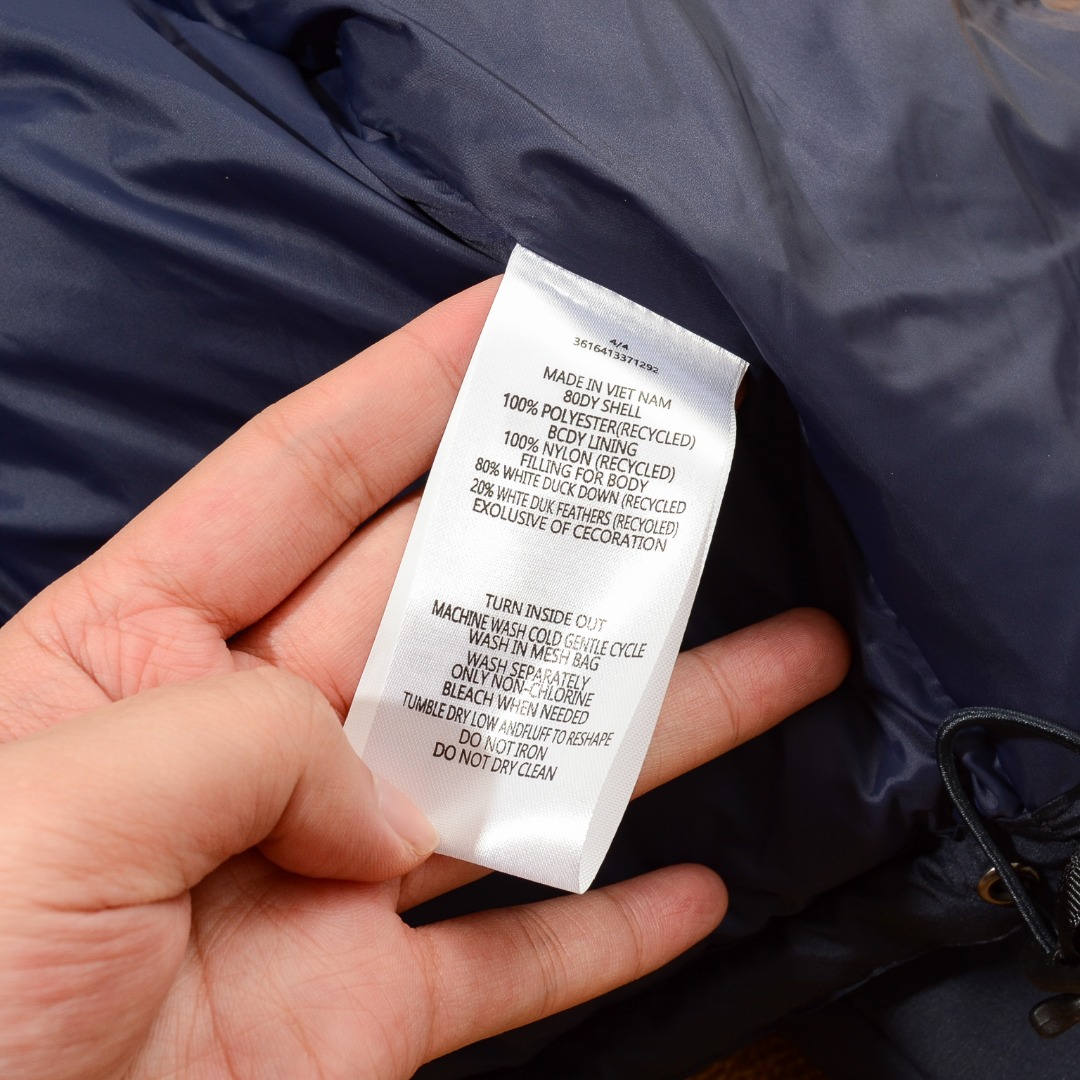 4/4
3616413371292
MADE IN VIET NAM
80DY SHELL
100% POLYESTER(RECYCLED)
BCDY LINING
100% NYLON (RECYCLED)
FILLING FOR BODY
80% WHITE DUCK DOWN (RECYCLED
20% WHTE DUK FEATHERS (RECYOLED)
EXCLUSIVE OF CECORATION
TURN INSIDE OUT
MACHINE WASH COLD GENTLE CYCLE
WASH IN MESH BAG
WASH SEPARATELY
ONLY NON-CHLORINE
BLEACH WHEN NEEDED
TUMBLE DRY LOW ANDFLUFF TO RESHAPE
DO NOT IRON
DO NOT DRY CLEAN